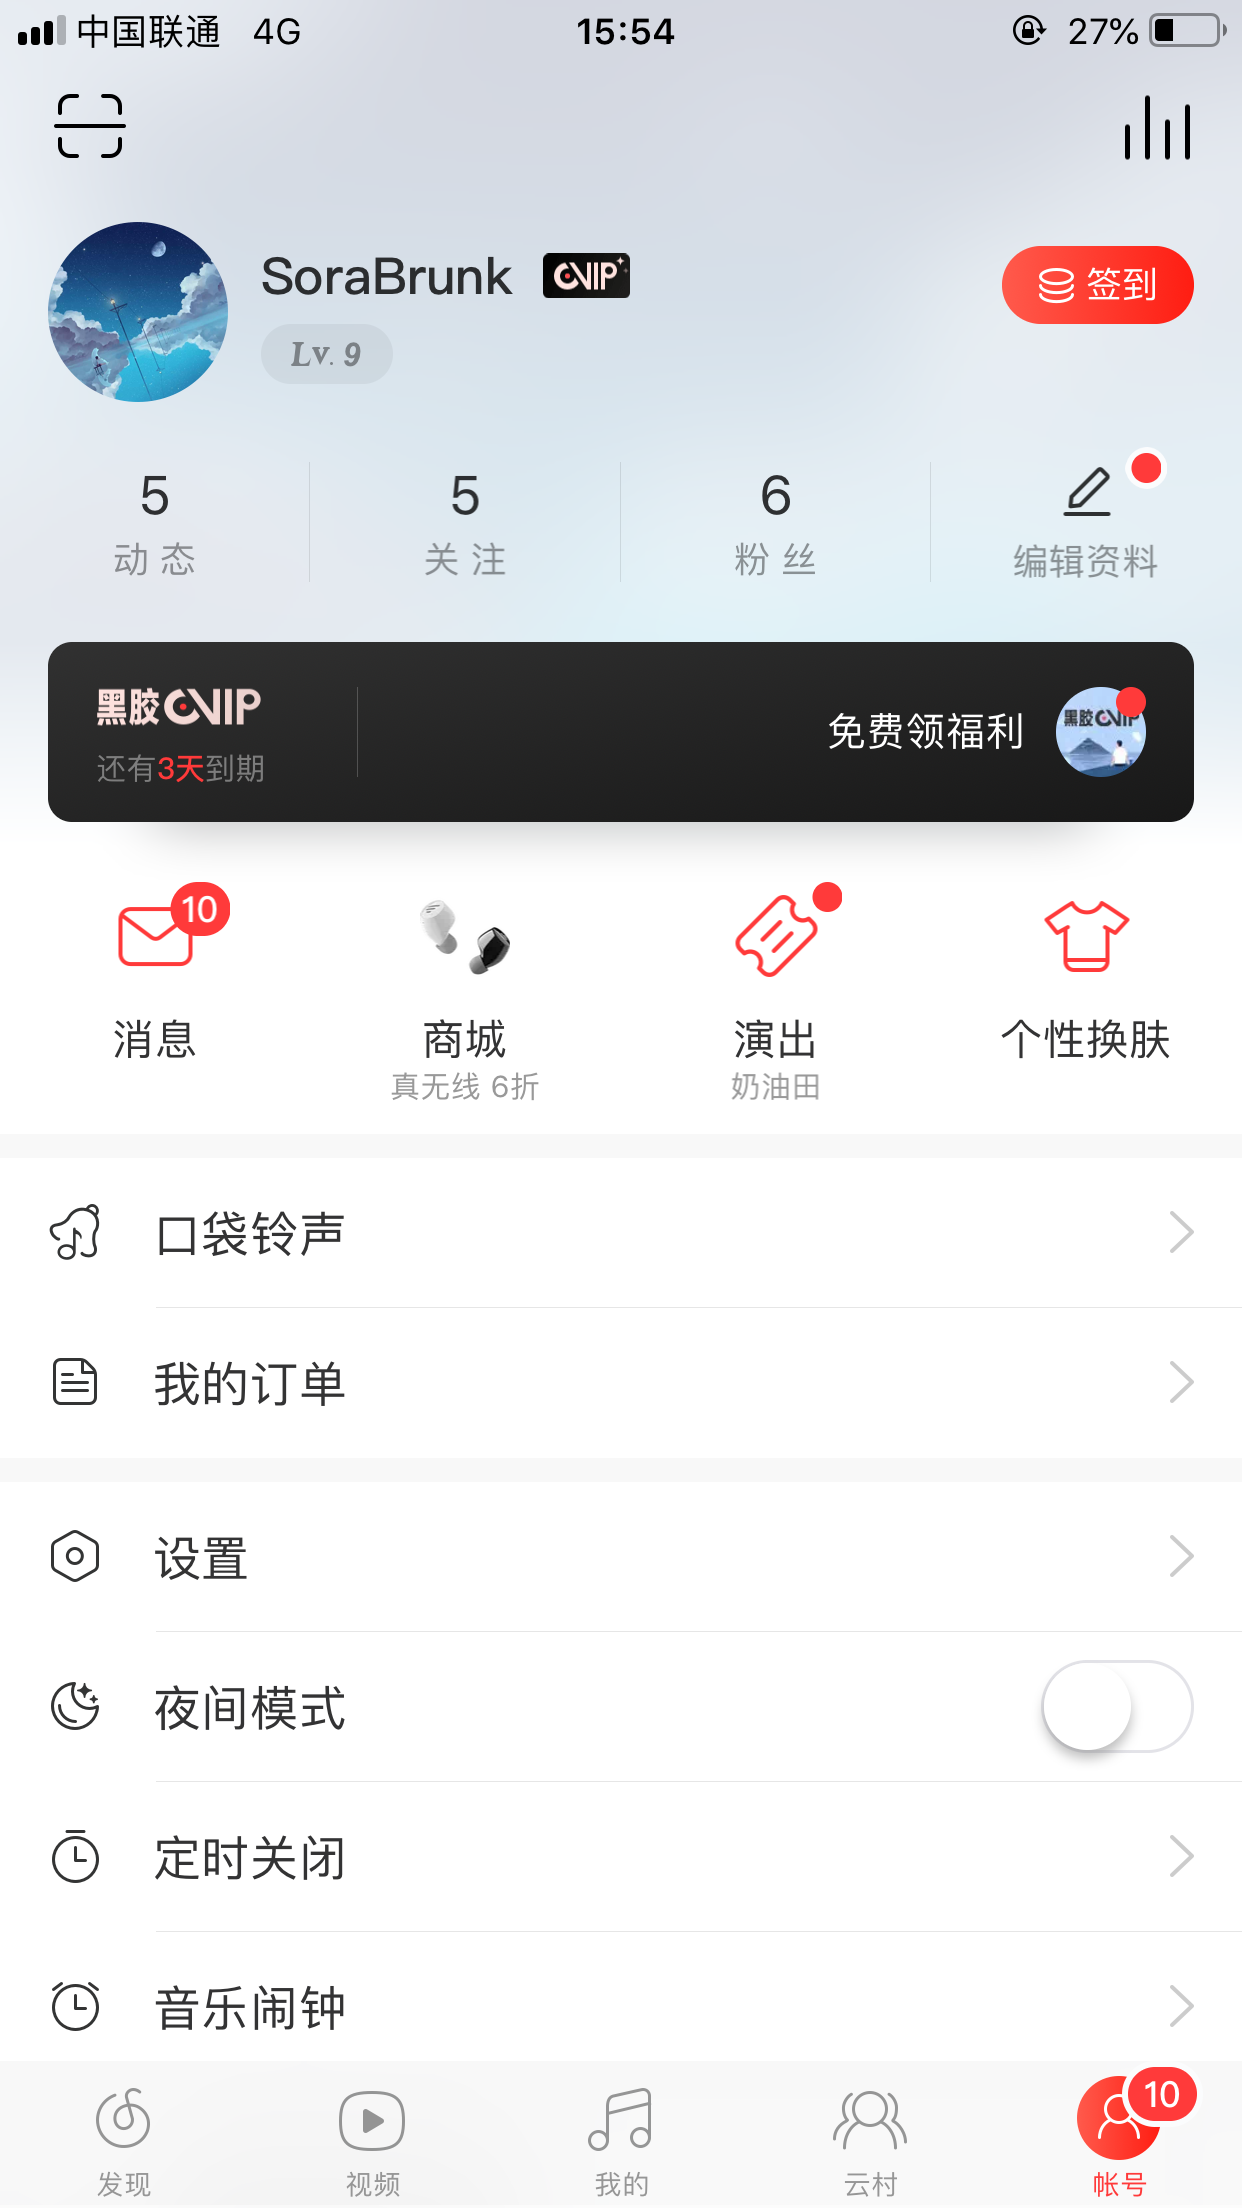 中国联通 4G 15:54 27%
SoraBrunk CVIP
Lv. 9
签到
5 5 6
动态 关注 粉丝 编辑资料
黑胶CVIP
还有3天到期
免费领福利
黑胶CVIP
10
消息 商城 演出 个性换肤
真无线 6折 奶油田
口袋铃声
我的订单
设置
夜间模式
定时关闭
音乐闹钟
10
发现 视频 我的 云村 帐号